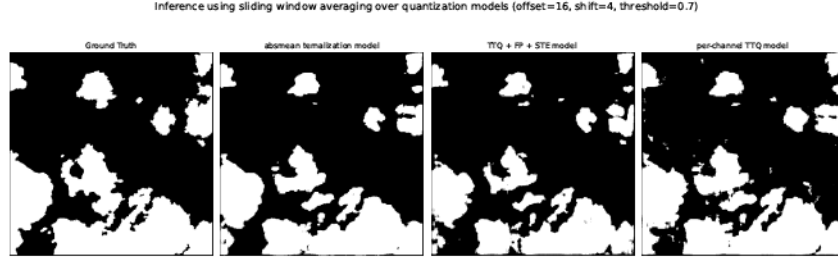 Inference using sliding window averaging over quantization models (offset=16, shift=4, threshold=0.7)
Ground Truth
absmean ternalization model
TTQ + FP + STE model
per-channel TTQ model